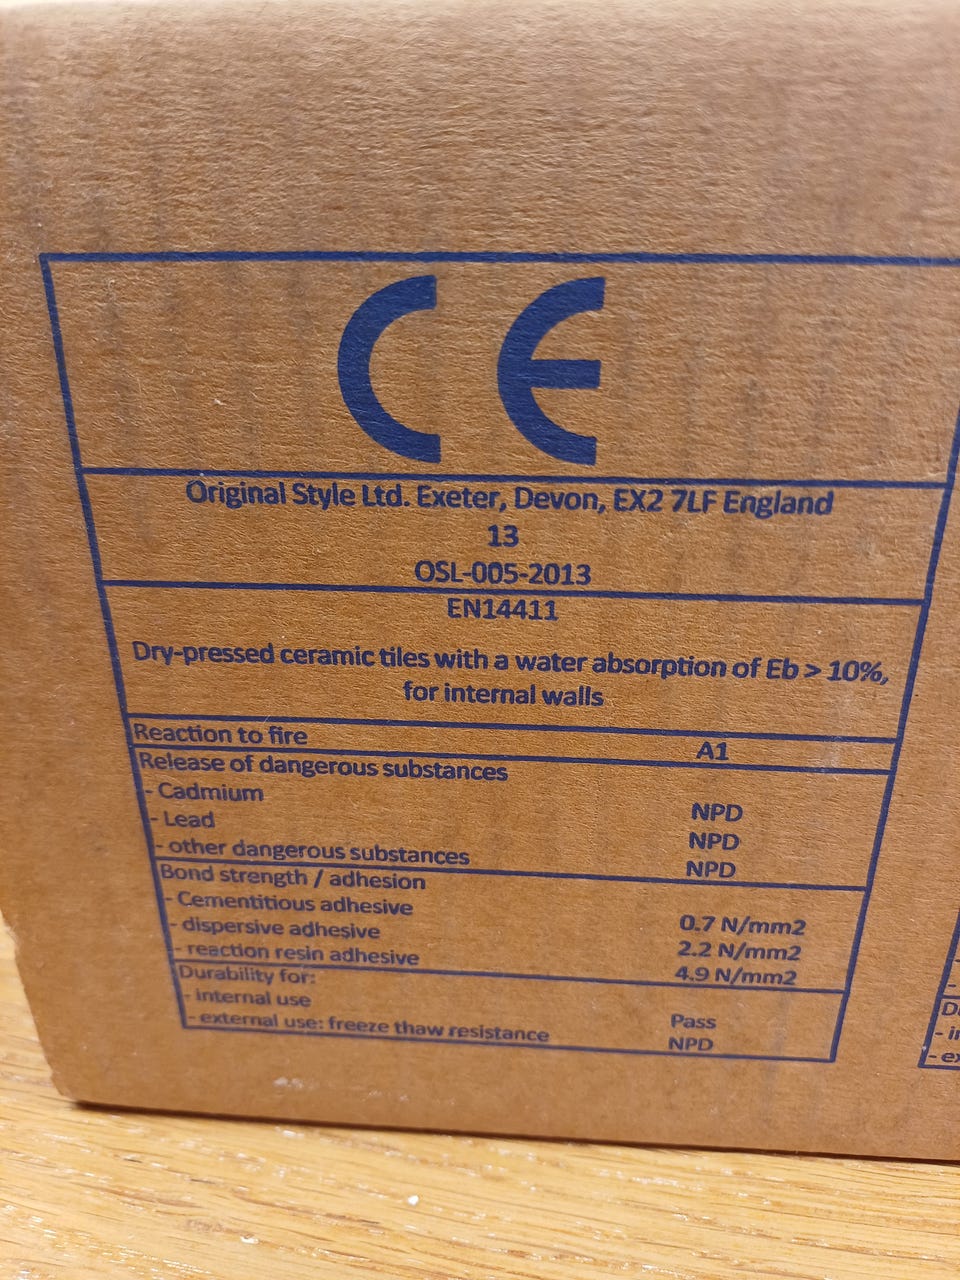 CE
Original Style Ltd. Exeter, Devon, EX2 7LF England
13
OSL-005-2013
EN14411
Dry-pressed ceramic tiles with a water absorption of Eb > 10%,
for internal walls
Reaction to fire A1
Release of dangerous substances
- Cadmium NPD
- Lead NPD
- other dangerous substances NPD
Bond strength / adhesion
- Cementitious adhesive 0.7 N/mm2
- dispersive adhesive 2.2 N/mm2
- reaction resin adhesive 4.9 N/mm2
Durability for:
- internal use Pass
- external use: freeze thaw resistance NPD